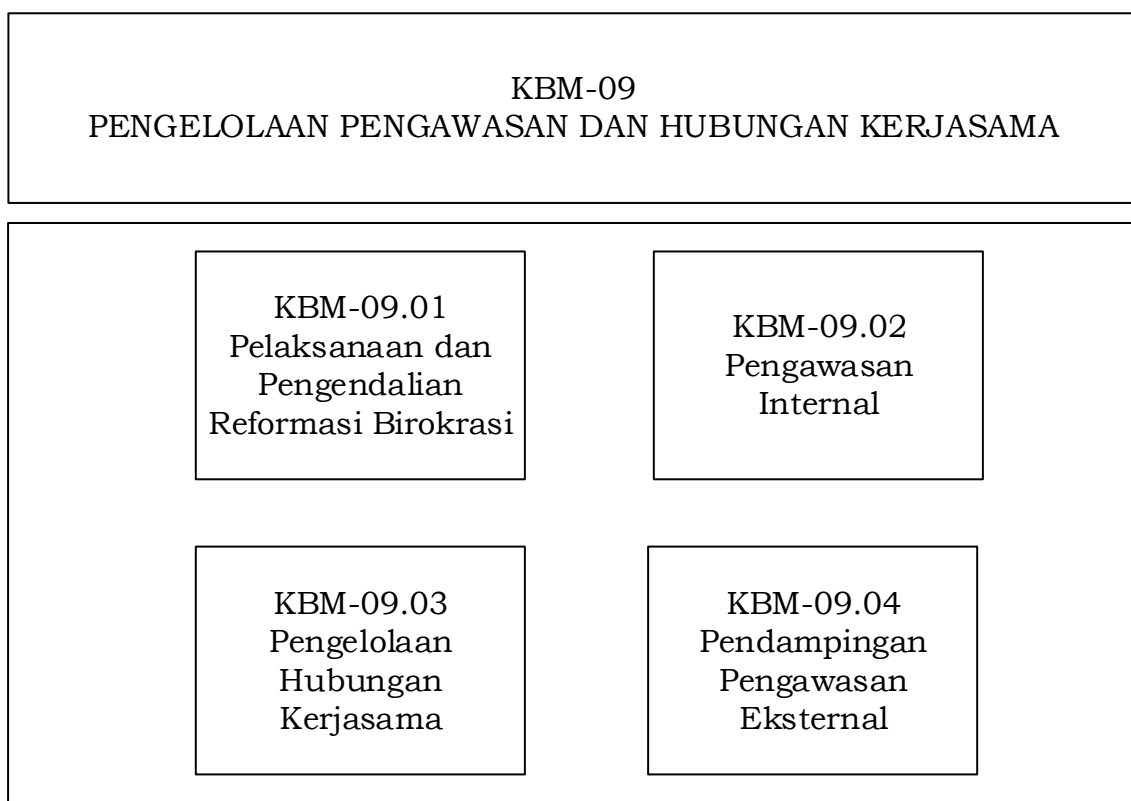 KBM-09
PENGELOLAAN PENGAWASAN DAN HUBUNGAN KERJASAMA
KBM-09.01
Pelaksanaan dan
Pengendalian
Reformasi Birokrasi
KBM-09.02
Pengawasan
Internal
KBM-09.03
Pengelolaan
Hubungan
Kerjasama
KBM-09.04
Pendampingan
Pengawasan
Eksternal